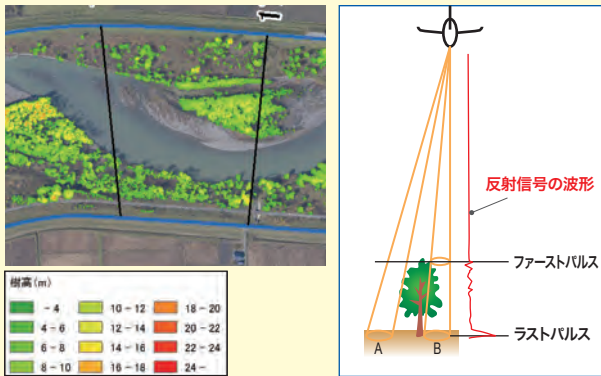 樹高(m)
- 4
4 - 6
6 - 8
8 - 10
10 - 12
12 - 14
14 - 16
16 - 18
18 - 20
20 - 22
22 - 24
24 -
反射信号の波形
ファーストパルス
ラストパルス
A
B